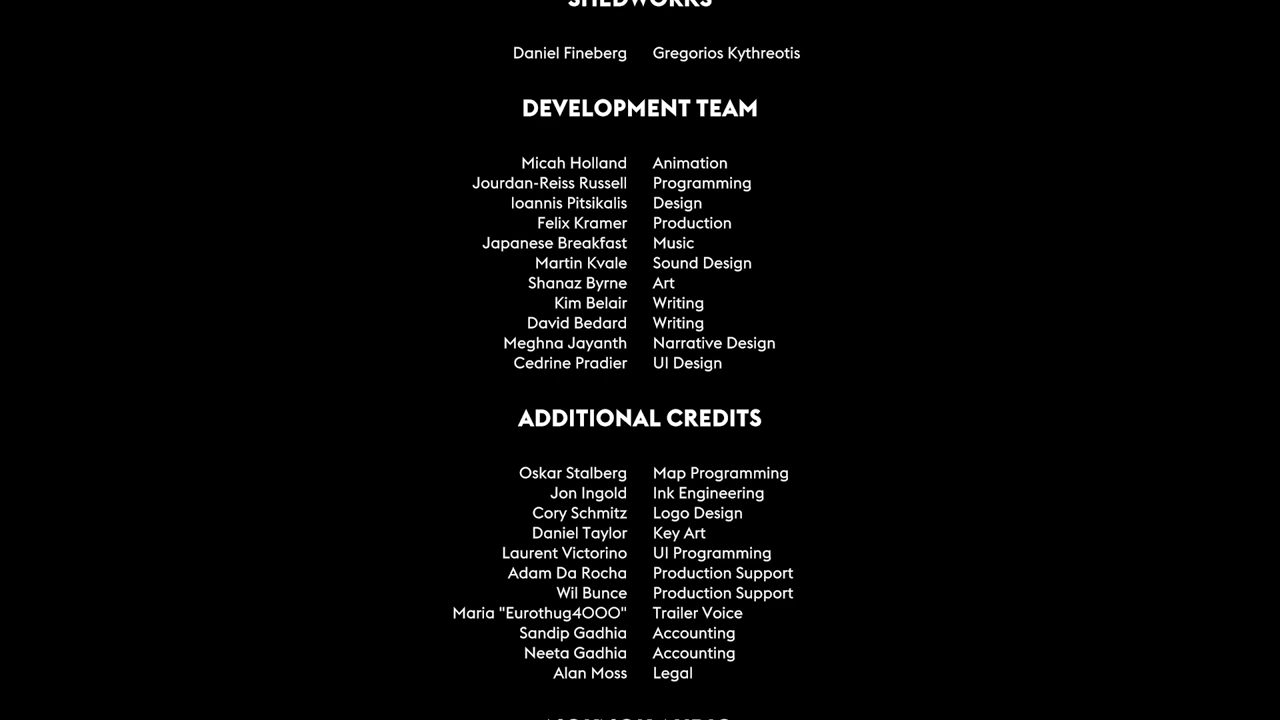 SHEDWORKS
Daniel Fineberg Gregorios Kythreotis
DEVELOPMENT TEAM
Micah Holland Animation
Jourdan-Reiss Russell Programming
Ioannis Pitsikalis Design
Felix Kramer Production
Japanese Breakfast Music
Martin Kvale Sound Design
Shanaz Byrne Art
Kim Belair Writing
David Bedard Writing
Meghna Jayanth Narrative Design
Cedrine Pradier UI Design
ADDITIONAL CREDITS
Oskar Stalberg Map Programming
Jon Ingold Ink Engineering
Cory Schmitz Logo Design
Daniel Taylor Key Art
Laurent Victorino UI Programming
Adam Da Rocha Production Support
Wil Bunce Production Support
Maria "Eurothug4000" Trailer Voice
Sandip Gadhia Accounting
Neeta Gadhia Accounting
Alan Moss Legal